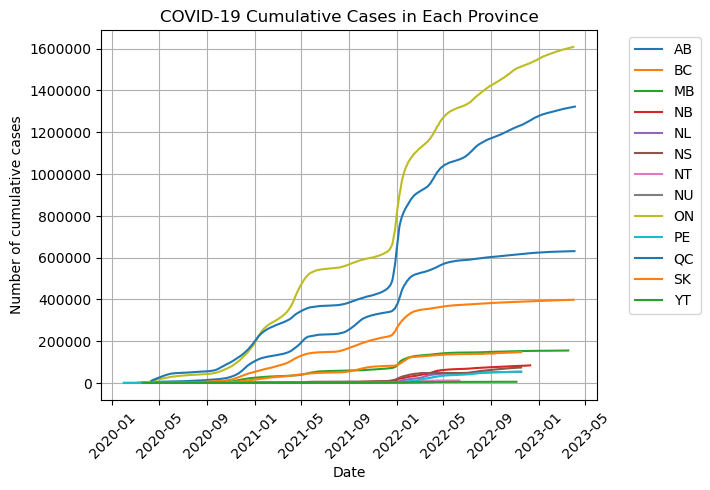 COVID-19 Cumulative Cases in Each Province
Number of cumulative cases
1600000
1400000
1200000
1000000
800000
600000
400000
200000
0
2020-01
2020-05
2020-09
2021-01
2021-05
2021-09
2022-01
2022-05
2022-09
2023-01
2023-05
Date
AB
BC
MB
NB
NL
NS
NT
NU
ON
PE
QC
SK
YT